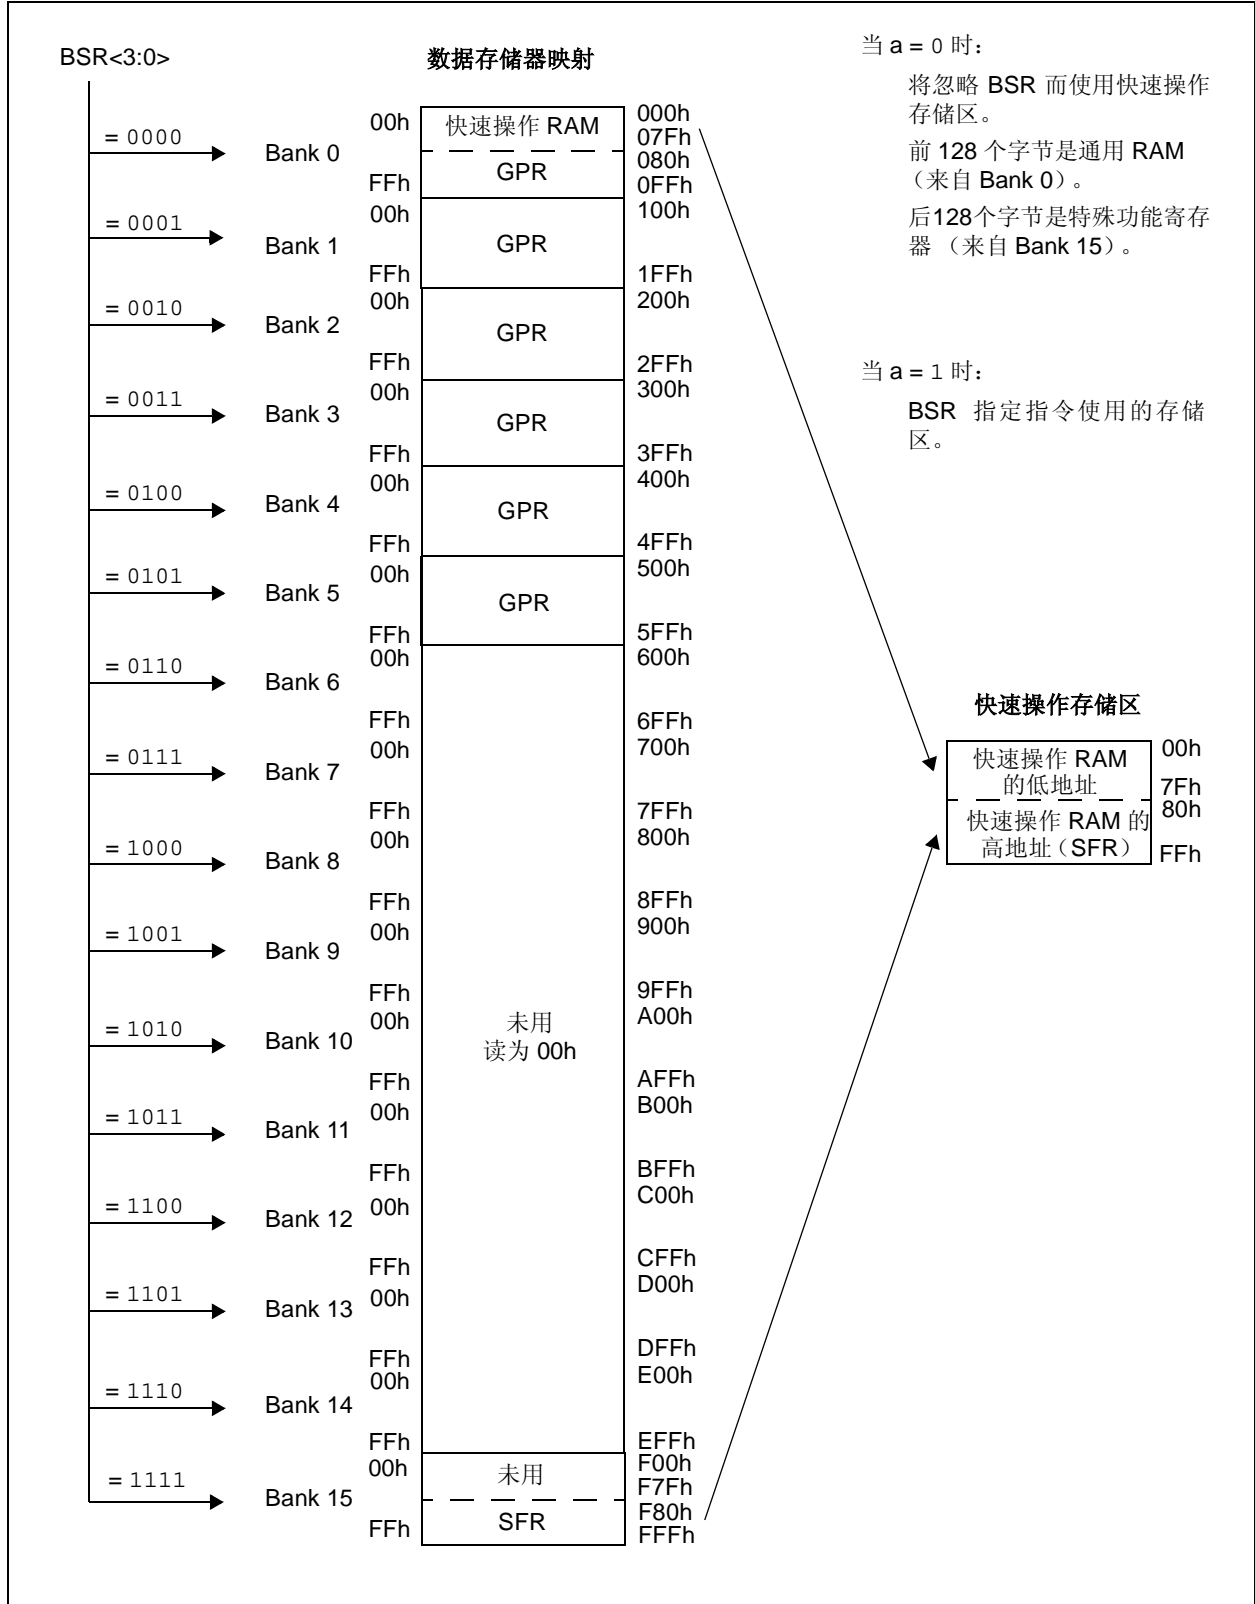 BSR<3:0>
数据存储器映射
= 0000
Bank 0
00h
快速操作 RAM
000h
07Fh
080h
GPR
FFh
0FFh
= 0001
Bank 1
00h
GPR
100h
FFh
1FFh
= 0010
Bank 2
00h
GPR
200h
FFh
2FFh
= 0011
Bank 3
00h
GPR
300h
FFh
3FFh
= 0100
Bank 4
00h
GPR
400h
FFh
4FFh
= 0101
Bank 5
00h
GPR
500h
FFh
5FFh
= 0110
Bank 6
00h
600h
FFh
6FFh
= 0111
Bank 7
00h
700h
FFh
7FFh
= 1000
Bank 8
00h
800h
FFh
8FFh
= 1001
Bank 9
00h
900h
FFh
9FFh
= 1010
Bank 10
00h
未用
读为 00h
A00h
FFh
AFFh
= 1011
Bank 11
00h
B00h
FFh
BFFh
= 1100
Bank 12
00h
C00h
FFh
CFFh
= 1101
Bank 13
00h
D00h
FFh
DFFh
= 1110
Bank 14
00h
E00h
FFh
EFFh
= 1111
Bank 15
00h
未用
F00h
F7Fh
F80h
SFR
FFh
FFFh
当 a = 0 时：
将忽略 BSR 而使用快速操作
存储区。
前 128 个字节是通用 RAM
（来自 Bank 0）。
后128个字节是特殊功能寄存
器 （来自 Bank 15）。
当 a = 1 时：
BSR 指定指令使用的存储
区。
快速操作存储区
快速操作 RAM
的低地址
00h
7Fh
80h
快速操作 RAM 的
高地址（SFR）
FFh